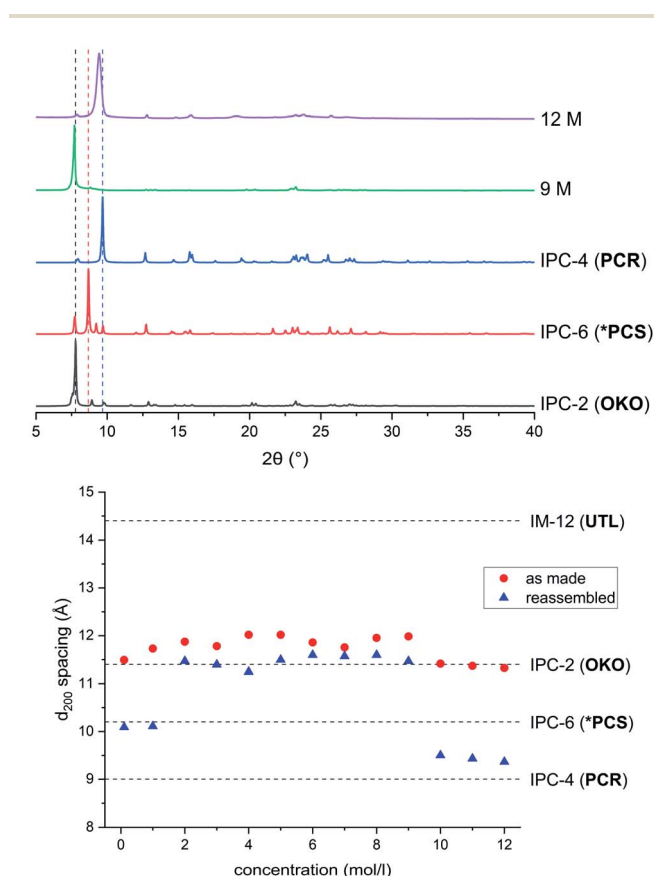 12 M
9 M
IPC-4 (PCR)
IPC-6 (*PCS)
IPC-2 (OKO)
5 10 15 20 25 30 35 40
2θ (°)
15
IM-12 (UTL)
14
13
as made
reassembled
12
IPC-2 (OKO)
11
IPC-6 (*PCS)
10
9
IPC-4 (PCR)
8
d200 spacing (Å)
0 2 4 6 8 10 12
concentration (mol/l)